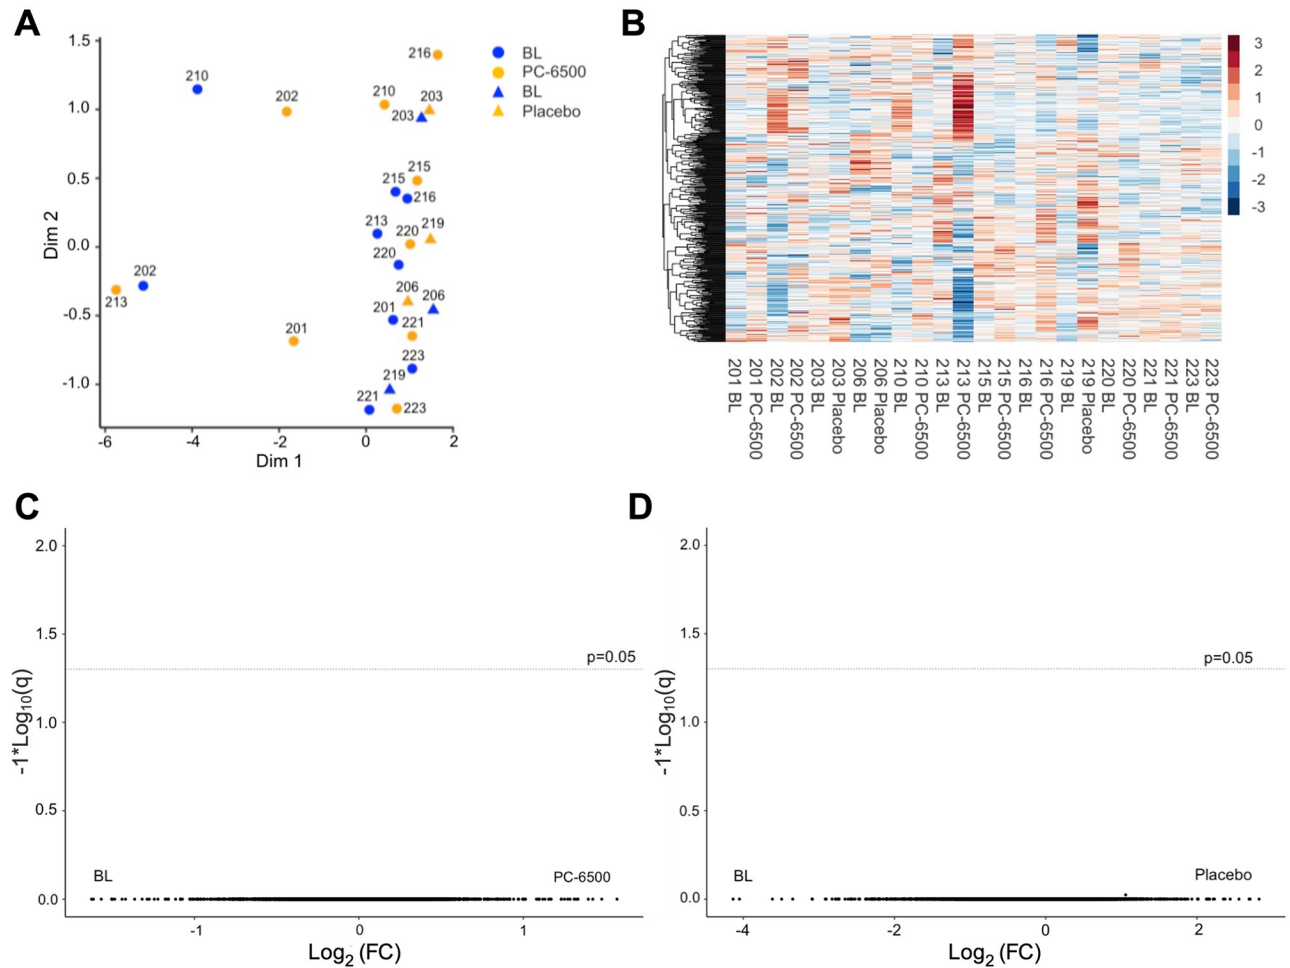 A
1.5
1.0
0.5
0.0
-0.5
-1.0
-6
-4
-2
0
2
Dim 2
Dim 1
216
210
202
210
203
203
215
215
216
213
219
220
220
202
213
206
206
201
221
201
223
219
221
223
BL
PC-6500
BL
Placebo
B
3
2
1
0
-1
-2
-3
201 BL
201 PC-6500
202 BL
202 PC-6500
203 BL
203 Placebo
206 BL
206 Placebo
210 BL
210 PC-6500
213 BL
213 PC-6500
215 BL
215 PC-6500
216 BL
216 PC-6500
219 BL
219 Placebo
220 BL
220 PC-6500
221 BL
221 PC-6500
223 BL
223 PC-6500
C
2.0
1.5
1.0
0.5
0.0
-1*Log10(q)
p=0.05
BL
PC-6500
-1
0
1
Log2 (FC)
D
2.0
1.5
1.0
0.5
0.0
-1*Log10(q)
p=0.05
BL
Placebo
-4
-2
0
2
Log2 (FC)